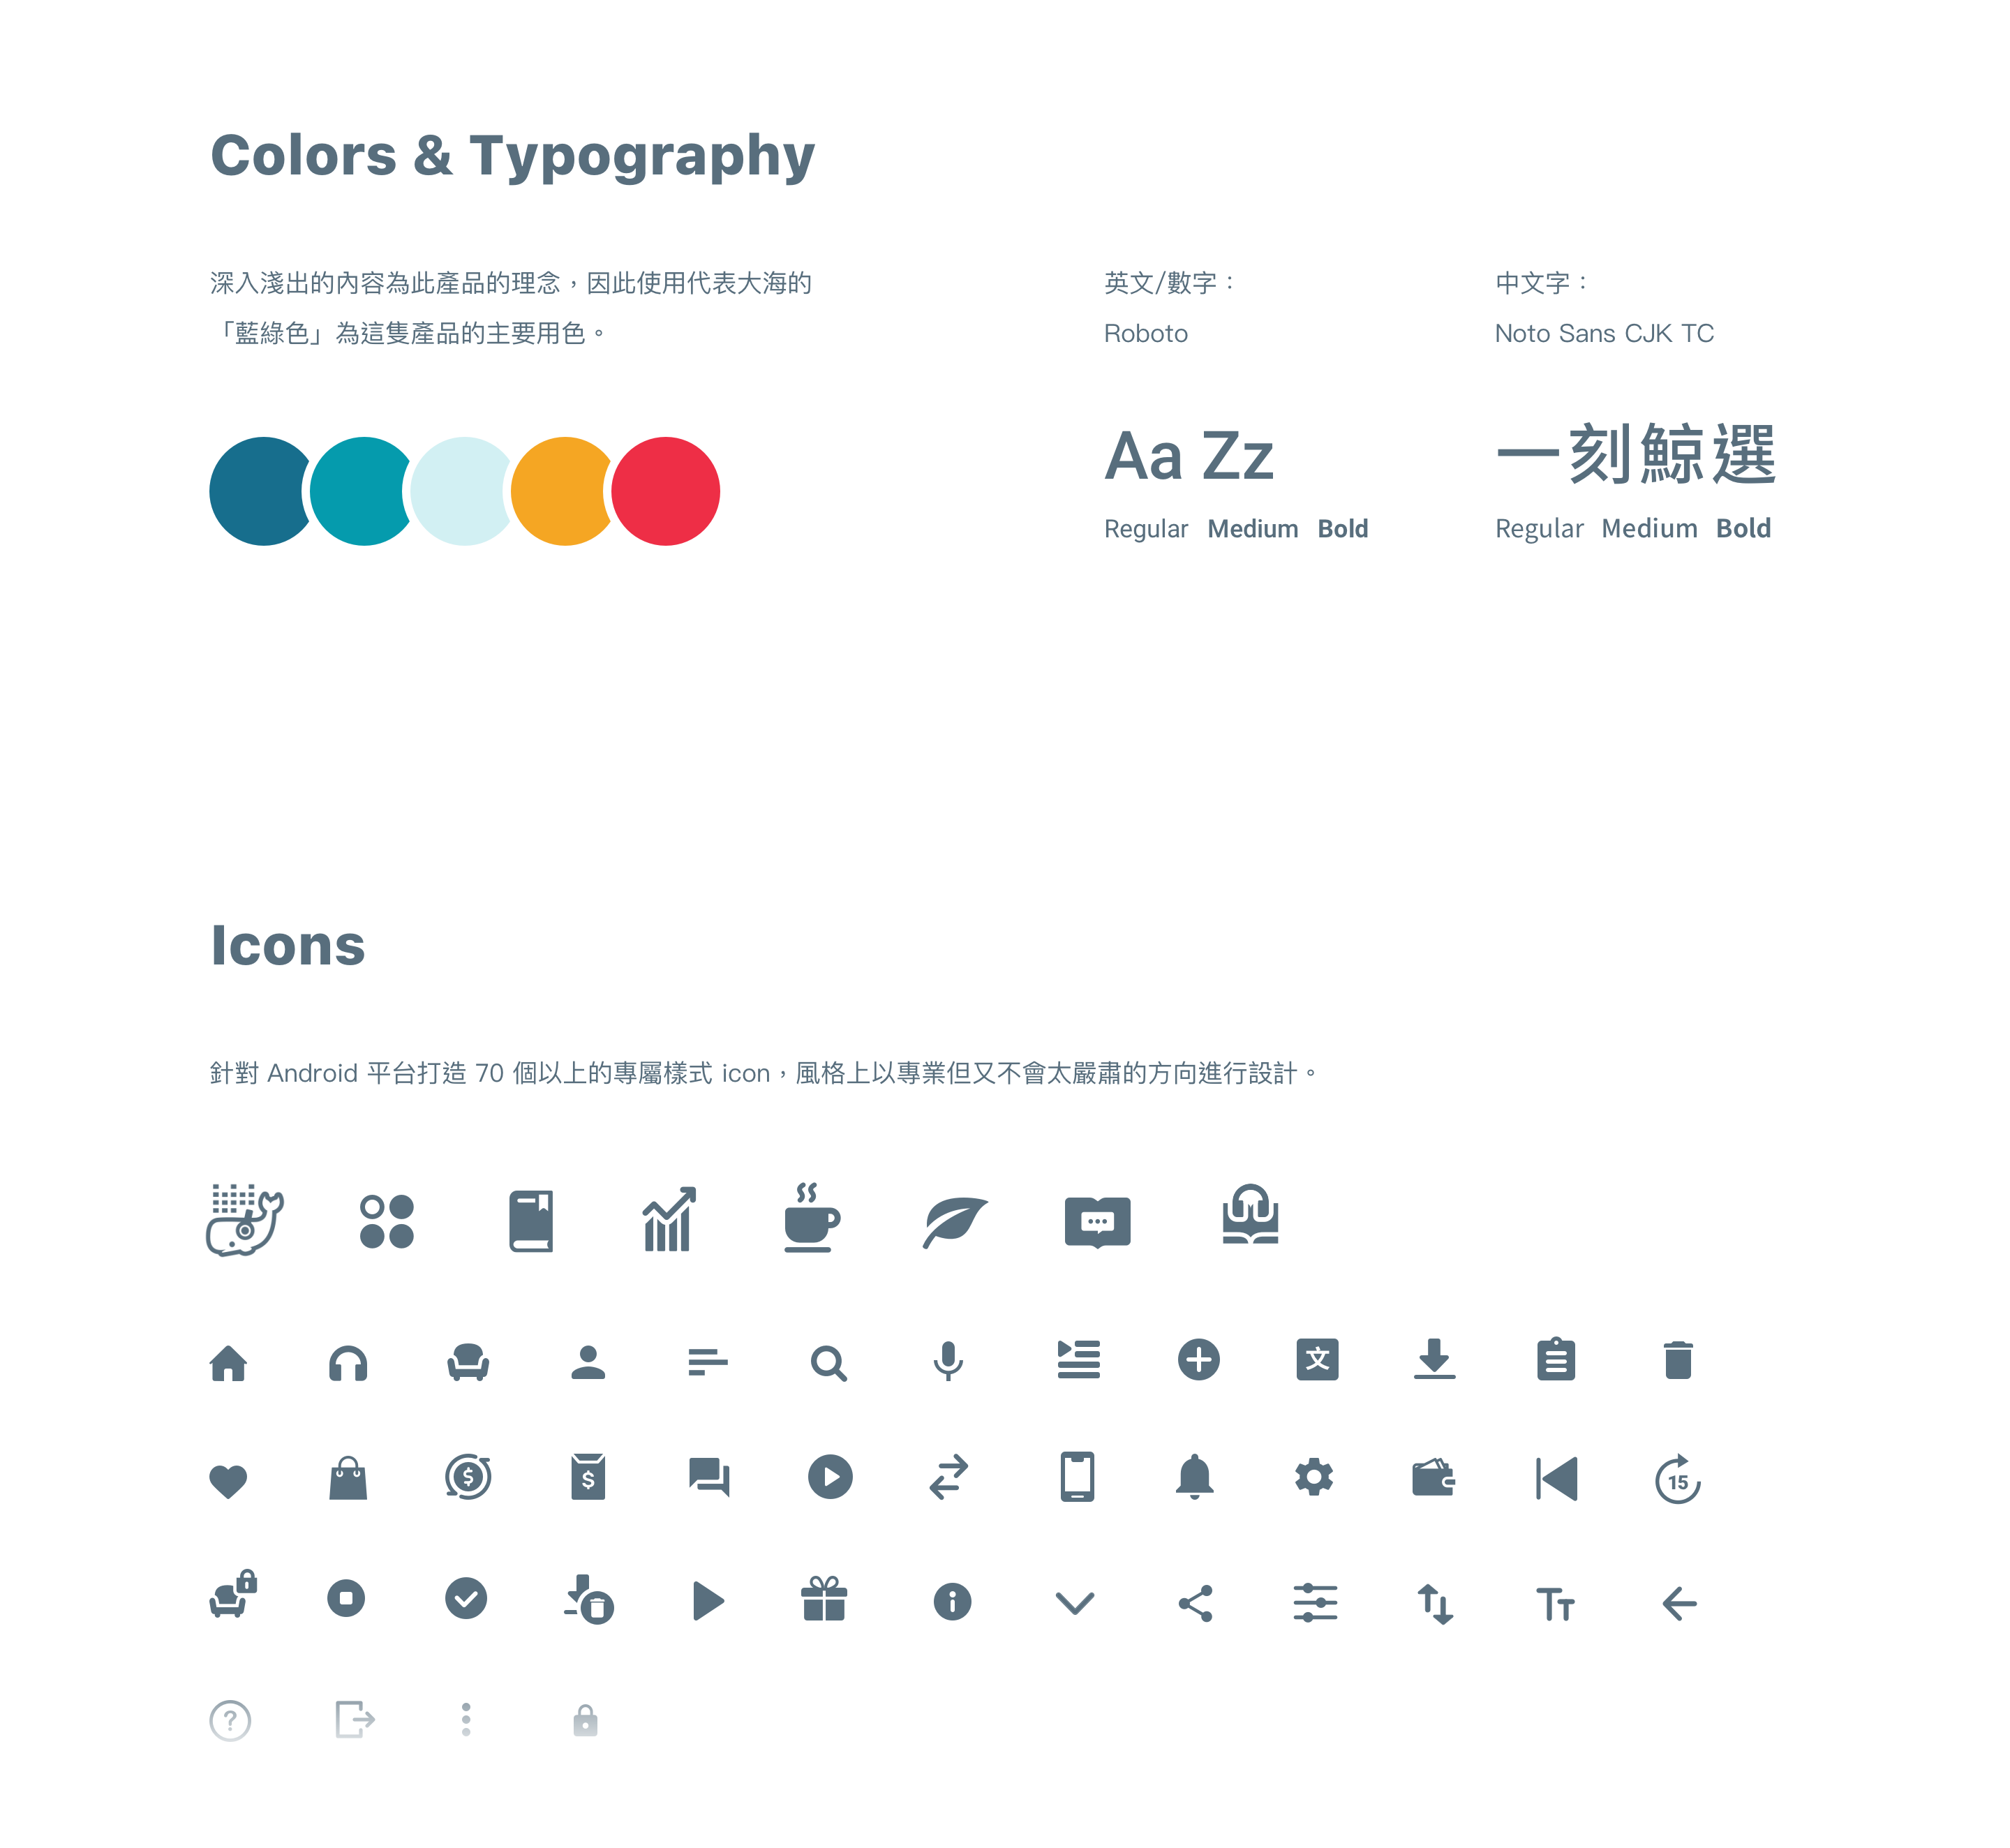 Colors & Typography
深入淺出的內容為此產品的理念，因此使用代表大海的
「藍綠色」為這隻產品的主要用色。
英文/數字：
Roboto
Aa Zz
Regular Medium Bold
中文字：
Noto Sans CJK TC
一刻鯨選
Regular Medium Bold
Icons
針對 Android 平台打造 70 個以上的專屬樣式 icon，風格上以專業但又不會太嚴肅的方向進行設計。
文
$
$
15
TT
?